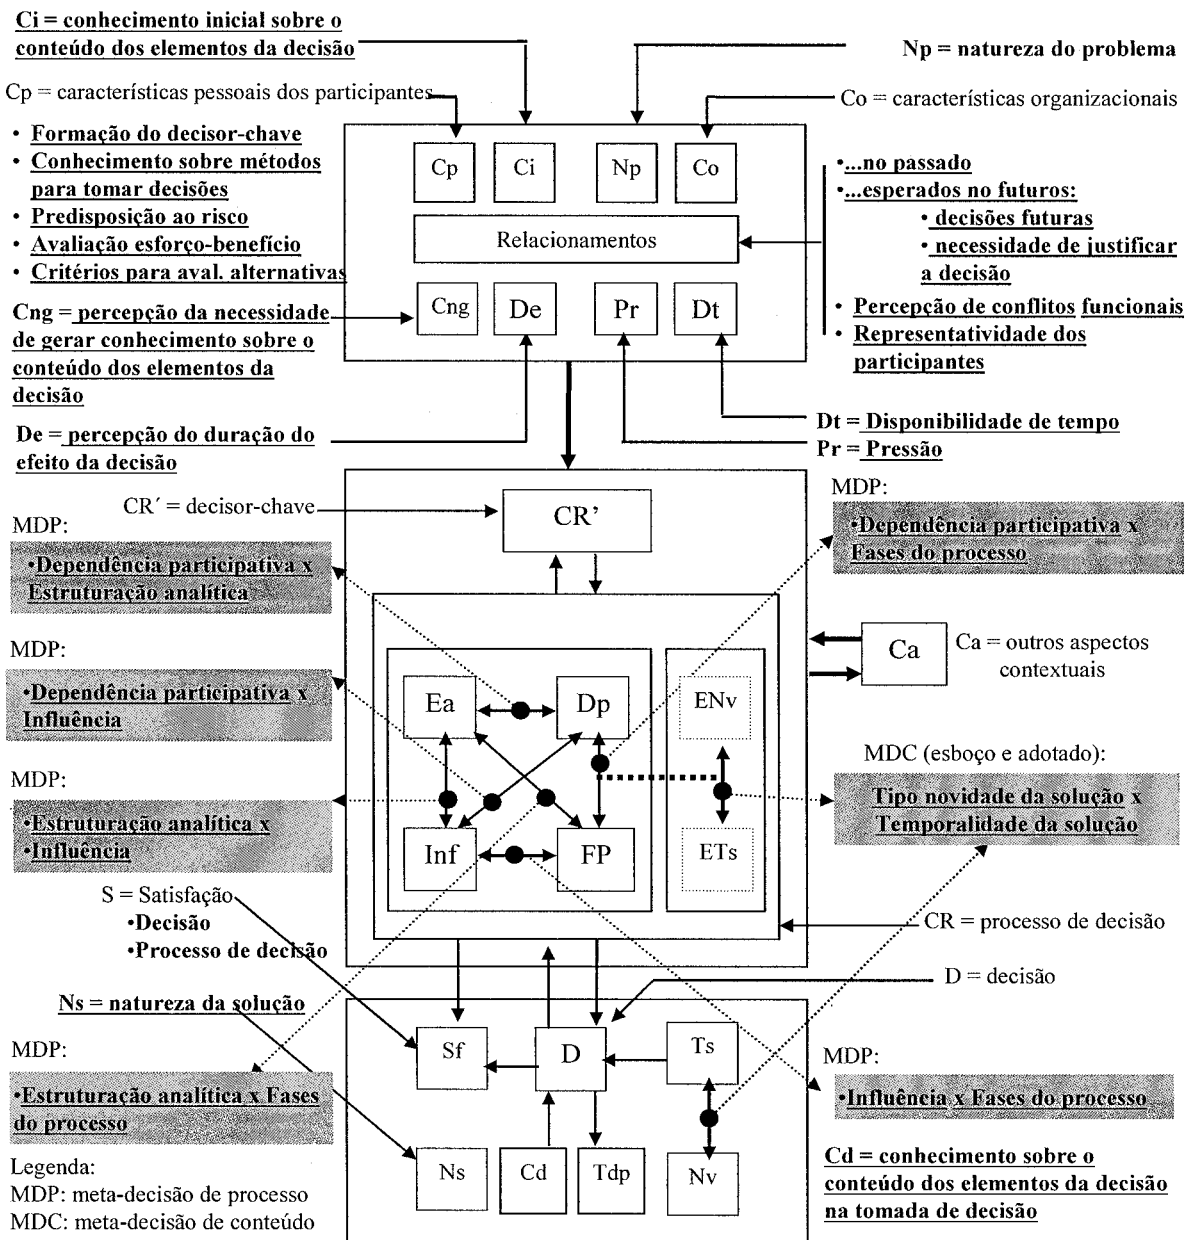 Ci = conhecimento inicial sobre o
conteúdo dos elementos da decisão
Np = natureza do problema
Cp = características pessoais dos participantes
Co = características organizacionais
• Formação do decisor-chave
• Conhecimento sobre métodos
para tomar decisões
• Predisposição ao risco
• Avaliação esforço-benefício
• Critérios para aval. alternativas
Cp
Ci
Np
Co
Relacionamentos
Cng
De
Pr
Dt
•...no passado
•...esperados no futuros:
• decisões futuras
• necessidade de justificar
a decisão
• Percepção de conflitos funcionais
• Representatividade dos
participantes
Cng = percepção da necessidade
de gerar conhecimento sobre o
conteúdo dos elementos da
decisão
De = percepção do duração do
efeito da decisão
Dt = Disponibilidade de tempo
Pr = Pressão
CR´ = decisor-chave
CR’
MDP:
•Dependência participativa x
Estruturação analítica
MDP:
•Dependência participativa x
Fases do processo
MDP:
•Dependência participativa x
Influência
Ca
Ca = outros aspectos
contextuais
Ea
Dp
ENv
Inf
FP
ETs
MDP:
•Estruturação analítica x
•Influência
MDC (esboço e adotado):
Tipo novidade da solução x
Temporalidade da solução
S = Satisfação
•Decisão
•Processo de decisão
CR = processo de decisão
D = decisão
Ns = natureza da solução
Sf
D
Ts
Ns
Cd
Tdp
Nv
MDP:
•Estruturação analítica x Fases
do processo
MDP:
•Influência x Fases do processo
Cd = conhecimento sobre o
conteúdo dos elementos da decisão
na tomada de decisão
Legenda:
MDP: meta-decisão de processo
MDC: meta-decisão de conteúdo